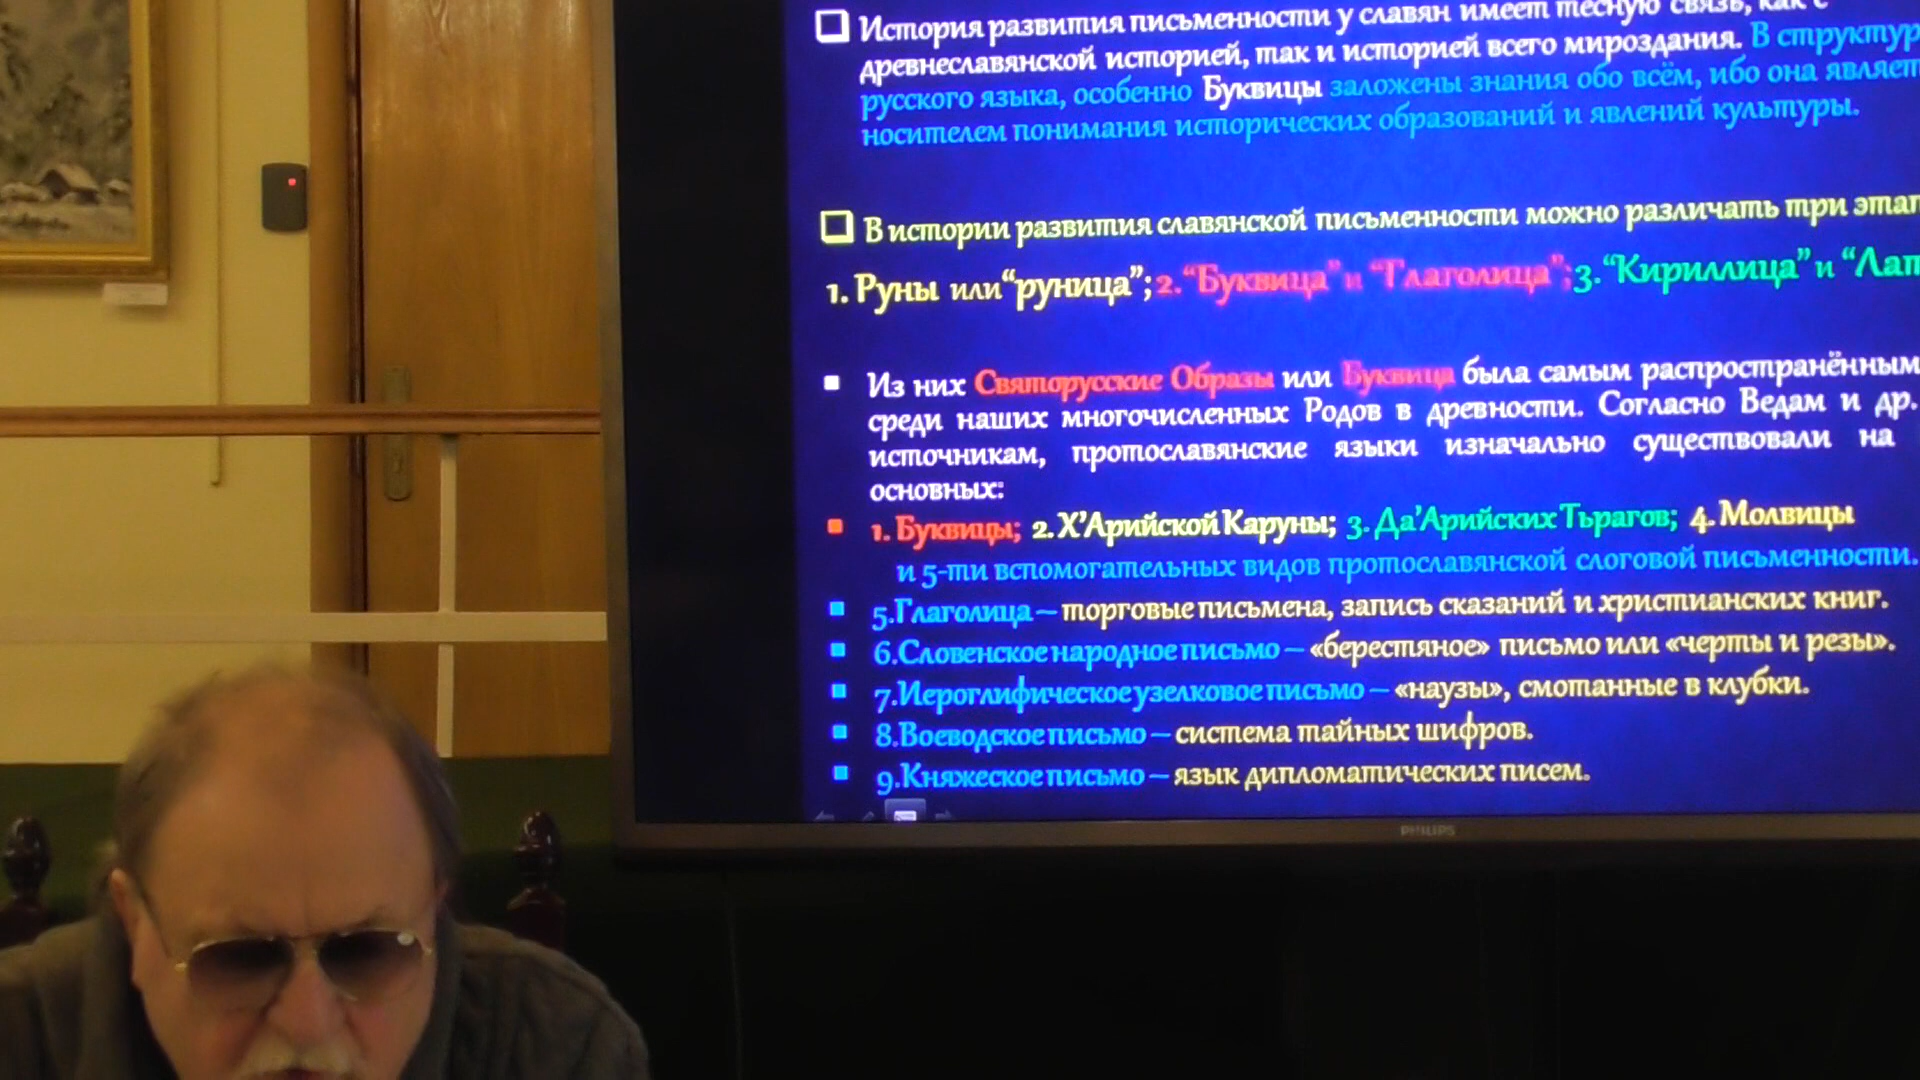 История развития письменности у славян имеет тесную связь, как с
древнеславянской историей, так и историей всего мироздания. В структур
русского языка, особенно Буквицы заложены знания обо всём, ибо она являет
носителем понимания исторических образований и явлений культуры.
В истории развития славянской письменности можно различать три этап
1. Руны или “руница”; 2. “Буквица” и “Глаголица”; 3. “Кириллица” и “Лат
Из них Святорусские Образы или Буквица была самым распространённым
среди наших многочисленных Родов в древности. Согласно Ведам и др.
источникам, протославянские языки изначально существовали на
основных:
1. Буквицы; 2. Х’Арийской Каруны; 3. Да’Арийских Тьрагов; 4. Молвицы
и 5-ти вспомогательных видов протославянской слоговой письменности.
5.Глаголица – торговые письмена, запись сказаний и христианских книг.
6.Словенское народное письмо – «берестяное» письмо или «черты и резы».
7.Иероглифическое узелковое письмо – «наузы», смотанные в клубки.
8.Воеводское письмо – система тайных шифров.
9.Княжеское письмо – язык дипломатических писем.
PHILIPS